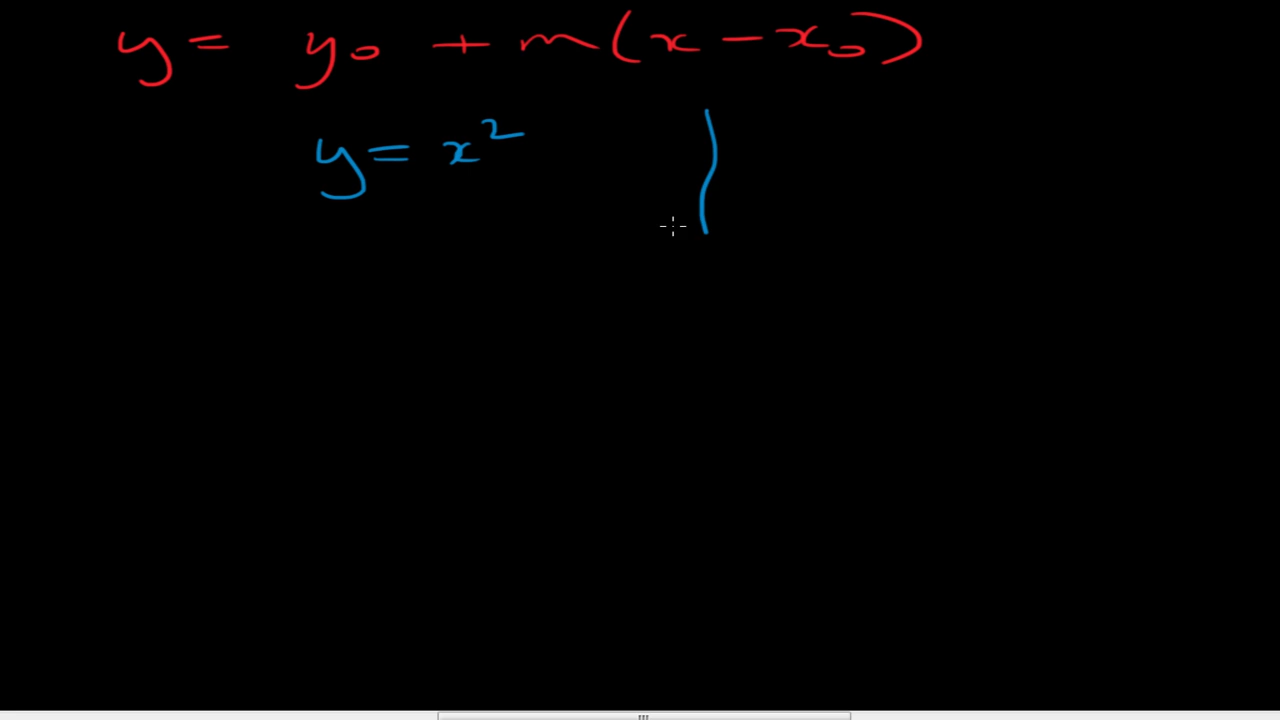 y = y₀ + m(x - x₀)
y = x²